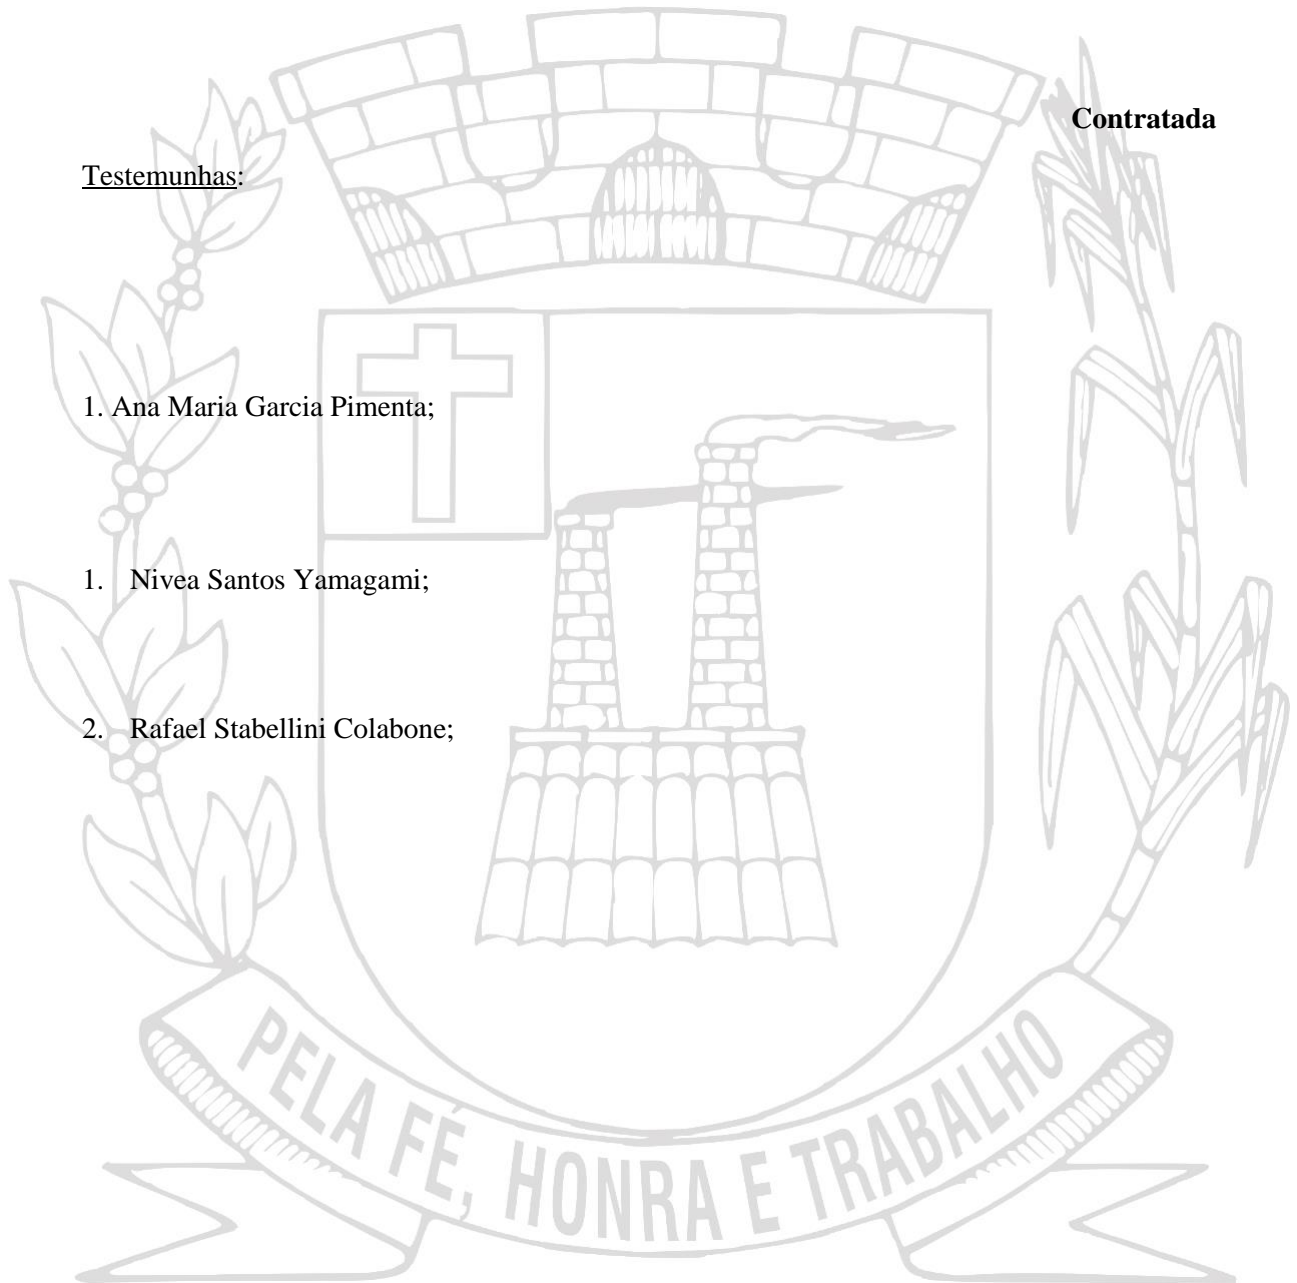 Contratada
Testemunhas:
1. Ana Maria Garcia Pimenta;
1. Nivea Santos Yamagami;
2. Rafael Stabellini Colabone;
PELA FÉ, HONRA E TRABALHO